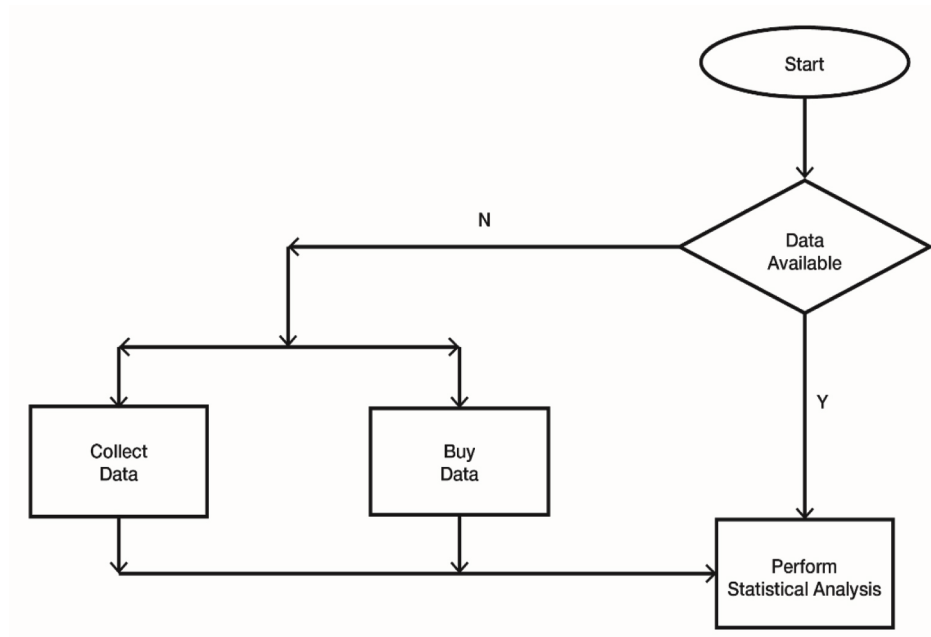 Start
N
Data
Available
Y
Collect
Data
Buy
Data
Perform
Statistical Analysis